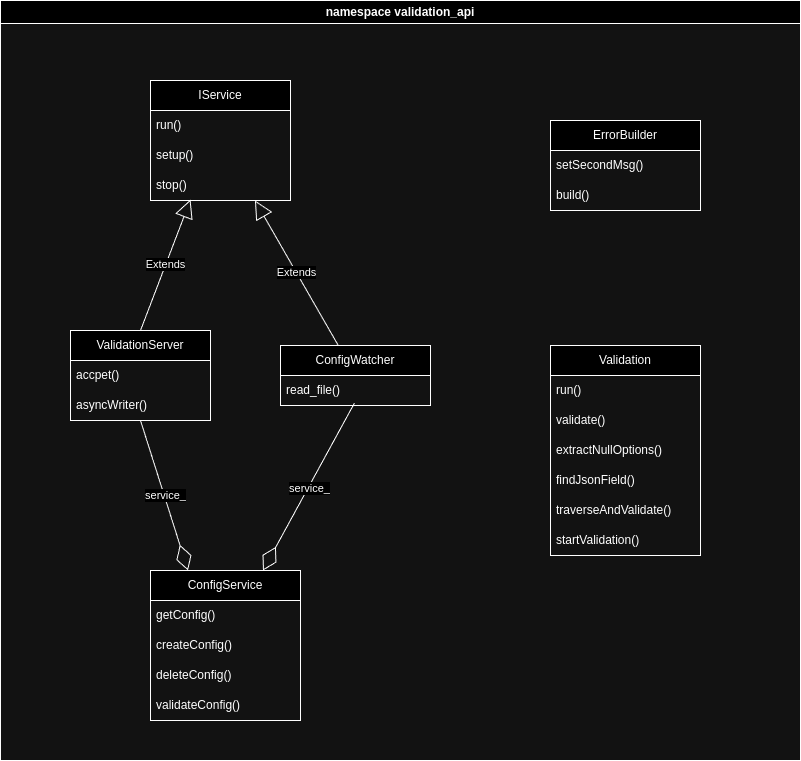 namespace validation_api
IService
run()
setup()
stop()
ErrorBuilder
setSecondMsg()
build()
Extends
Extends
ValidationServer
accpet()
asyncWriter()
ConfigWatcher
read_file()
Validation
run()
validate()
extractNullOptions()
findJsonField()
traverseAndValidate()
startValidation()
service_
service_
ConfigService
getConfig()
createConfig()
deleteConfig()
validateConfig()